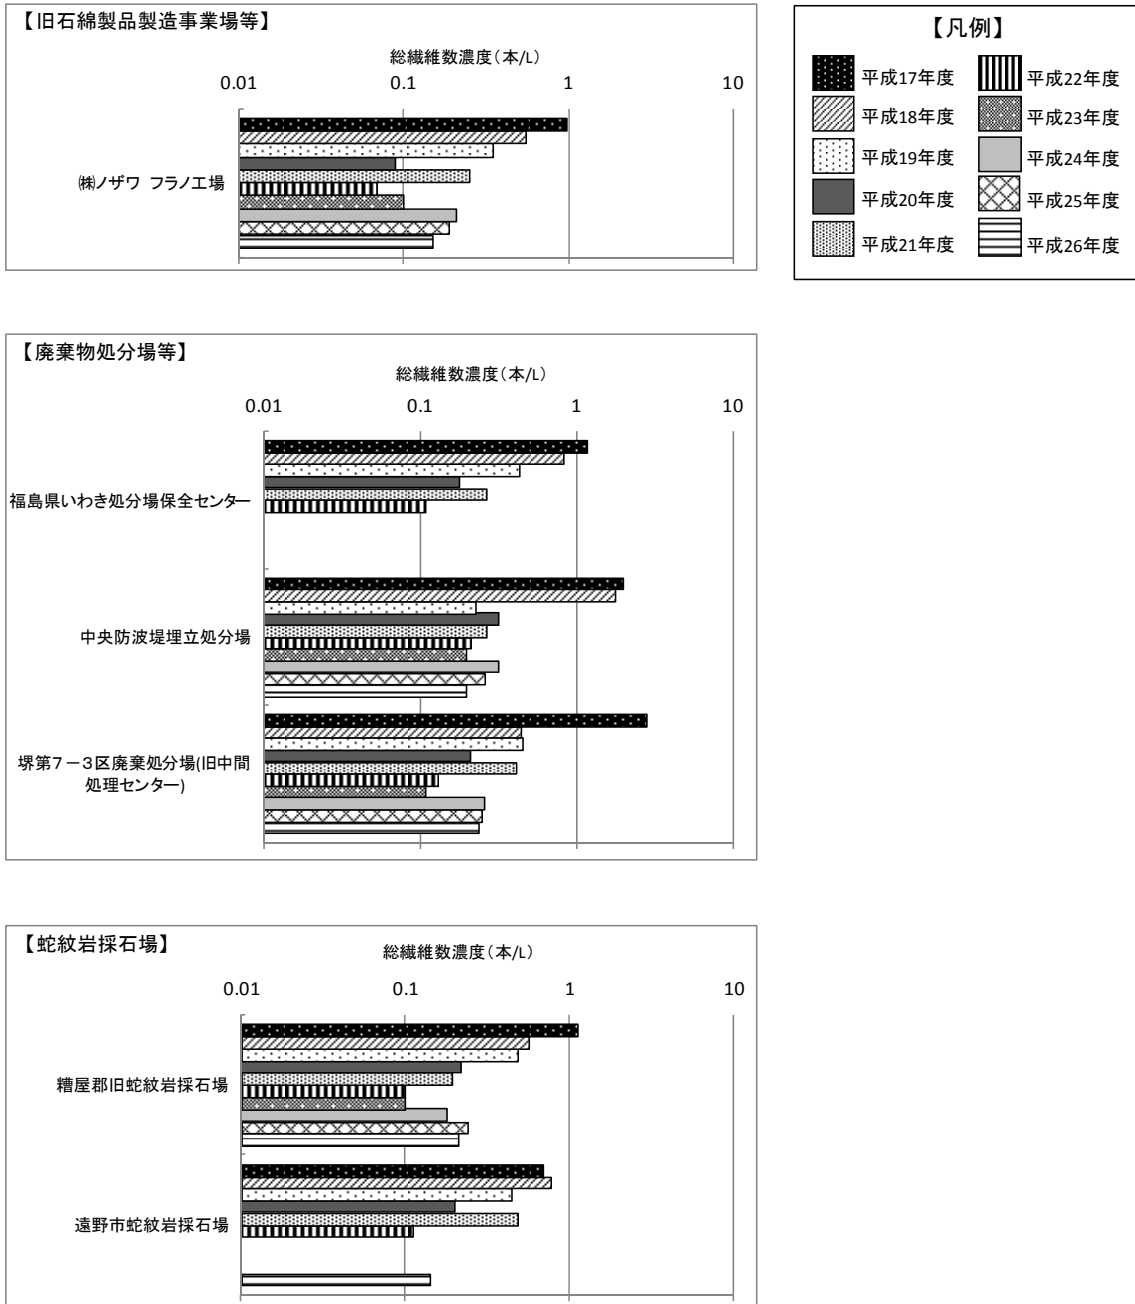 【旧石綿製品製造事業場等】
総繊維数濃度(本/L)
0.01 0.1 1 10
㈱ノザワ フラノ工場
【凡例】
平成17年度 平成22年度
平成18年度 平成23年度
平成19年度 平成24年度
平成20年度 平成25年度
平成21年度 平成26年度
【廃棄物処分場等】
総繊維数濃度(本/L)
0.01 0.1 1 10
福島県いわき処分場保全センター
中央防波堤埋立処分場
堺第7-3区廃棄処分場(旧中間
処理センター)
【蛇紋岩採石場】
総繊維数濃度(本/L)
0.01 0.1 1 10
糟屋郡旧蛇紋岩採石場
遠野市蛇紋岩採石場